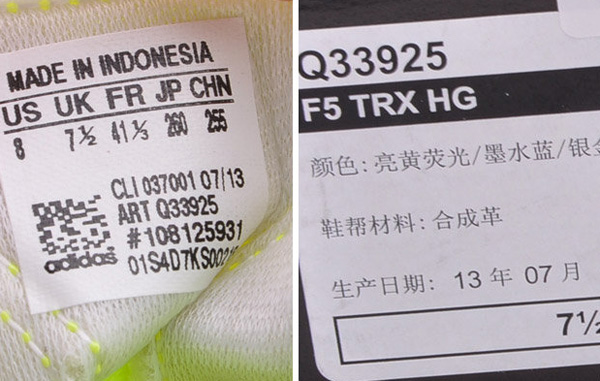 MADE IN INDONESIA
US UK FR JP CHN
8 7½ 41⅓ 260 255
CLI 037001 07/13
ART Q33925
#108125931
adidas
Q33925
F5 TRX HG
颜色: 亮黄荧光/墨水蓝/银金
鞋帮材料: 合成革
生产日期: 13 年 07 月
7½